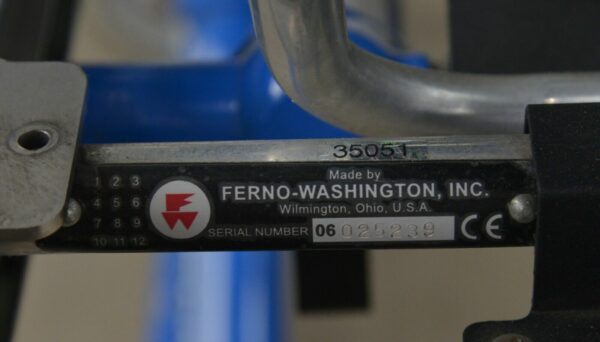 35051
Made by
FERNO-WASHINGTON, INC.
Wilmington, Ohio, U.S.A.
SERIAL NUMBER 06 025239 CE
1 2 3
4 5 6
7 8 9
10 11 12